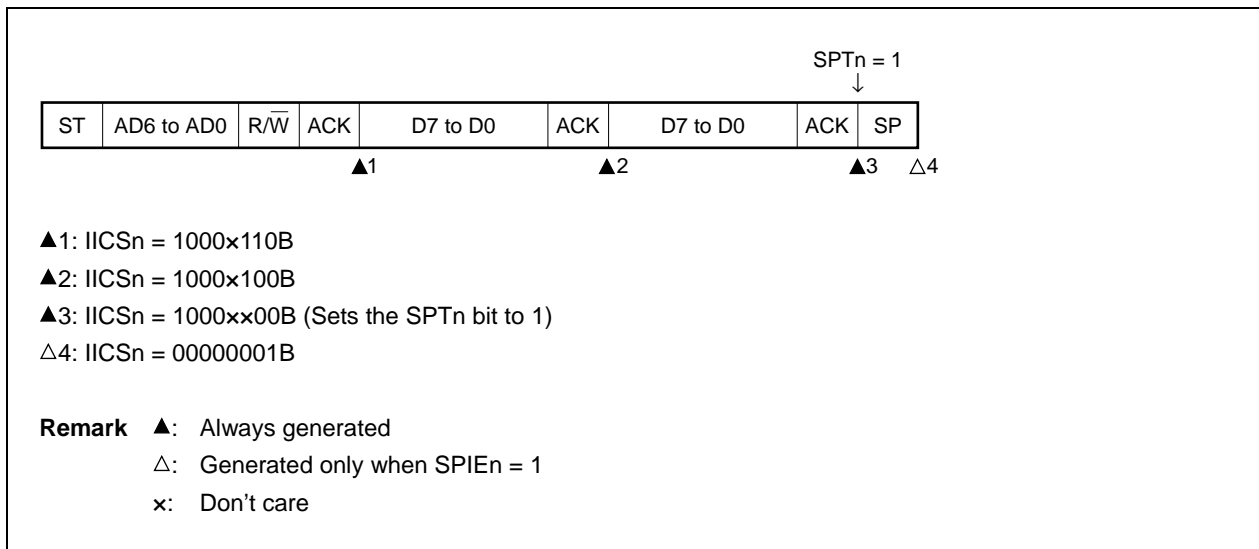 SPTn = 1
↓
ST AD6 to AD0 R/W̅ ACK D7 to D0 ACK D7 to D0 ACK SP
▲1 ▲2 ▲3 △4
▲1: IICSn = 1000×110B
▲2: IICSn = 1000×100B
▲3: IICSn = 1000××00B (Sets the SPTn bit to 1)
△4: IICSn = 00000001B
Remark ▲: Always generated
△: Generated only when SPIEn = 1
×: Don't care